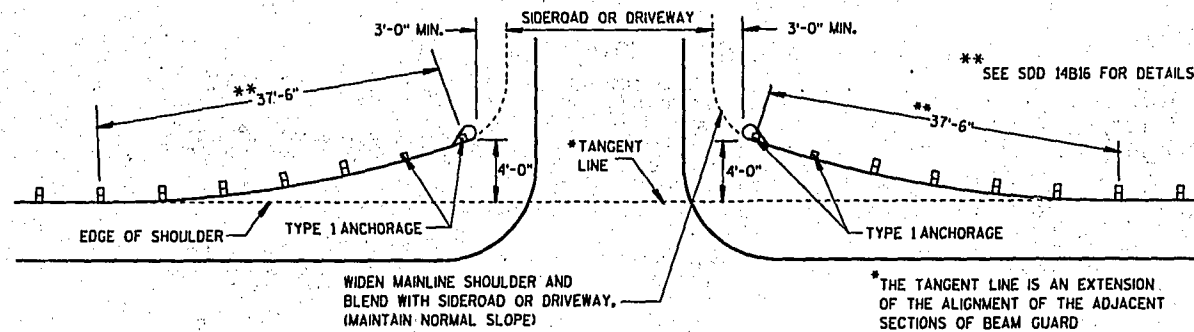 SIDEROAD OR DRIVEWAY
3'-0" MIN.
3'-0" MIN.
**SEE SDD 14B16 FOR DETAILS
**37'-6"
**37'-6"
*TANGENT LINE
4'-0"
4'-0"
EDGE OF SHOULDER
TYPE 1 ANCHORAGE
TYPE 1 ANCHORAGE
WIDEN MAINLINE SHOULDER AND
BLEND WITH SIDEROAD OR DRIVEWAY.
(MAINTAIN NORMAL SLOPE)
*THE TANGENT LINE IS AN EXTENSION
OF THE ALIGNMENT OF THE ADJACENT
SECTIONS OF BEAM GUARD